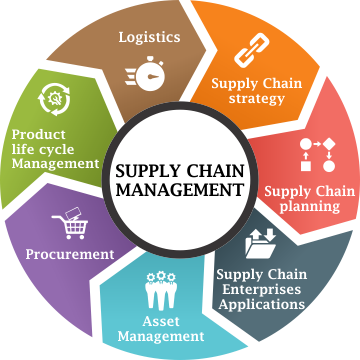 Logistics
Supply Chain
strategy
Supply Chain
planning
Supply Chain
Enterprises
Applications
Asset
Management
Procurement
Product
life cycle
Management
SUPPLY CHAIN
MANAGEMENT